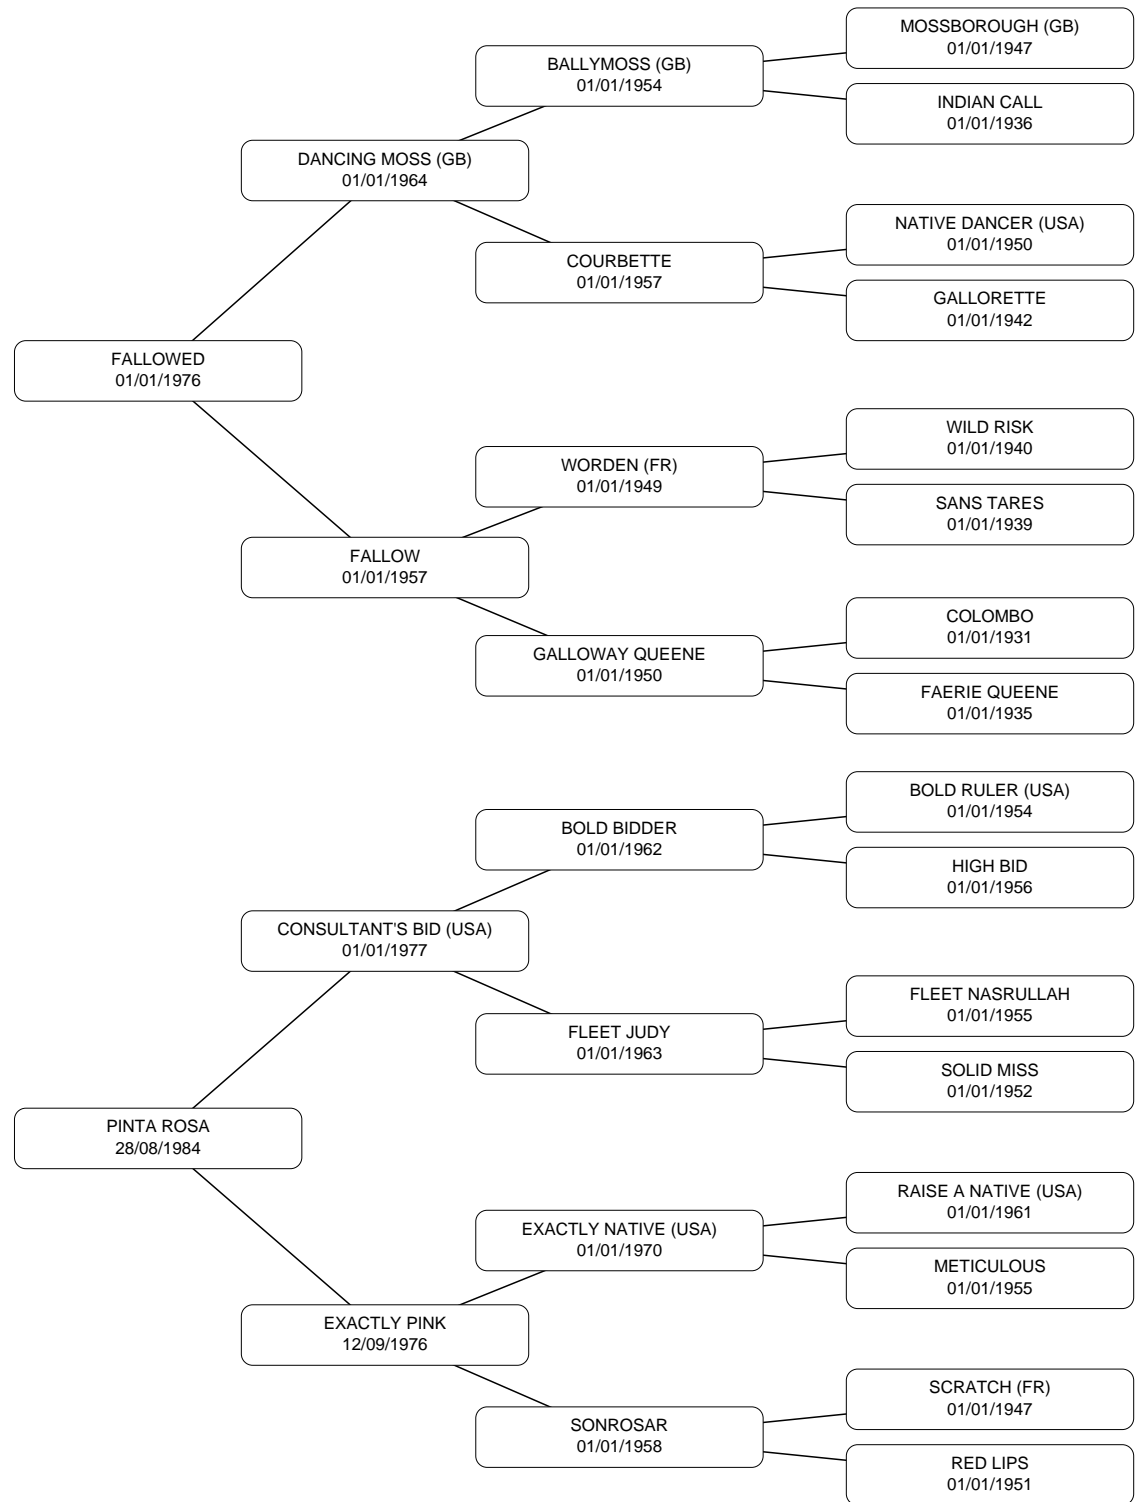 MOSSBOROUGH (GB)
01/01/1947
BALLYMOSS (GB)
01/01/1954
INDIAN CALL
01/01/1936
DANCING MOSS (GB)
01/01/1964
NATIVE DANCER (USA)
01/01/1950
COURBETTE
01/01/1957
GALLORETTE
01/01/1942
FALLOWED
01/01/1976
WILD RISK
01/01/1940
WORDEN (FR)
01/01/1949
SANS TARES
01/01/1939
FALLOW
01/01/1957
COLOMBO
01/01/1931
GALLOWAY QUEENE
01/01/1950
FAERIE QUEENE
01/01/1935
BOLD RULER (USA)
01/01/1954
BOLD BIDDER
01/01/1962
HIGH BID
01/01/1956
CONSULTANT'S BID (USA)
01/01/1977
FLEET NASRULLAH
01/01/1955
FLEET JUDY
01/01/1963
SOLID MISS
01/01/1952
PINTA ROSA
28/08/1984
RAISE A NATIVE (USA)
01/01/1961
EXACTLY NATIVE (USA)
01/01/1970
METICULOUS
01/01/1955
EXACTLY PINK
12/09/1976
SCRATCH (FR)
01/01/1947
SONROSAR
01/01/1958
RED LIPS
01/01/1951